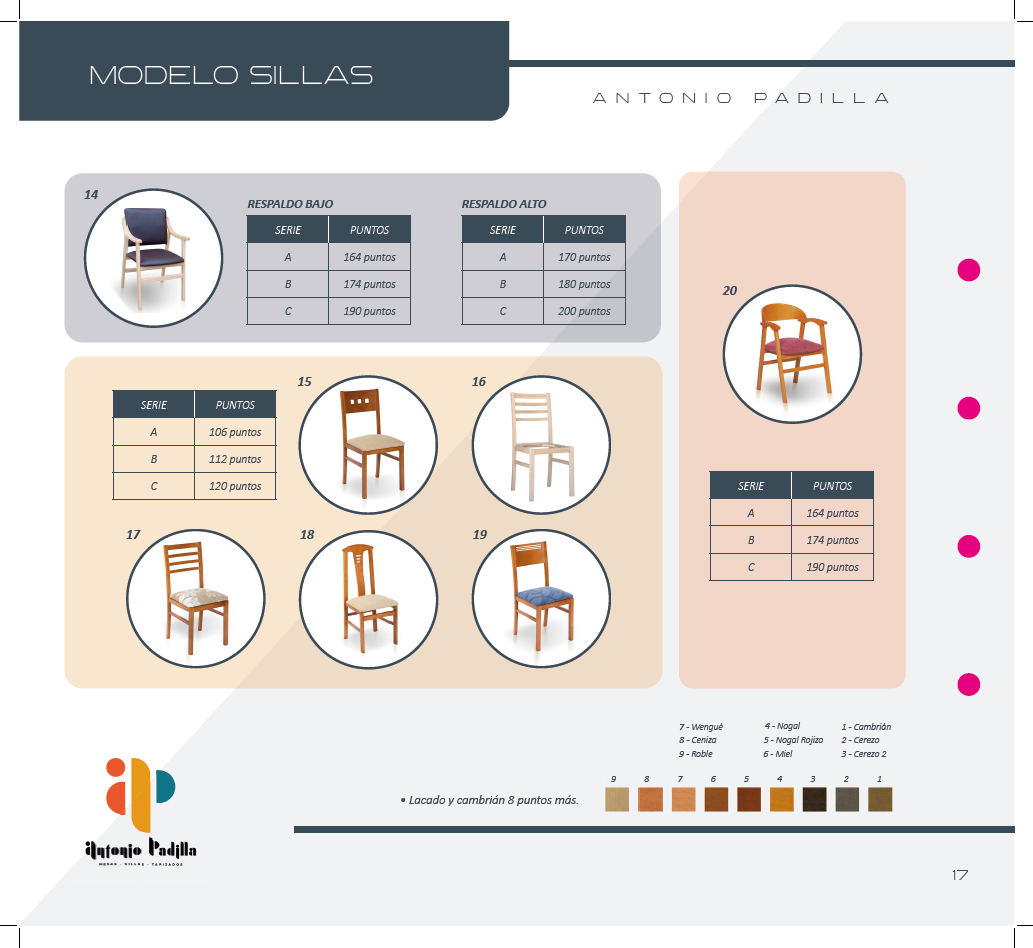 MODELO SILLAS
ANTONIO PADILLA
14
RESPALDO BAJO
SERIE PUNTOS
A 164 puntos
B 174 puntos
C 190 puntos
RESPALDO ALTO
SERIE PUNTOS
A 170 puntos
B 180 puntos
C 200 puntos
SERIE PUNTOS
A 106 puntos
B 112 puntos
C 120 puntos
15
16
17
18
19
20
SERIE PUNTOS
A 164 puntos
B 174 puntos
C 190 puntos
7 - Wengué
8 - Ceniza
9 - Roble
4 - Nogal
5 - Nogal Rojizo
6 - Miel
1 - Cambrián
2 - Cerezo
3 - Cerezo 2
9 8 7 6 5 4 3 2 1
• Lacado y cambrián 8 puntos más.
Antonio Padilla
MESAS - SILLAS - TAPIZADOS
17